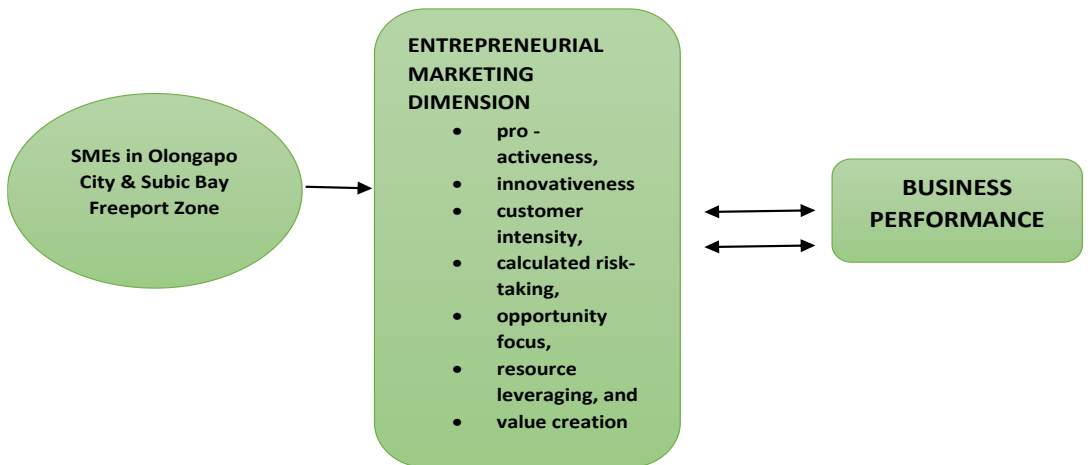 SMEs in Olongapo
City & Subic Bay
Freeport Zone
ENTREPRENEURIAL
MARKETING
DIMENSION
• pro -
activeness,
• innovativeness
• customer
intensity,
• calculated risk-
taking,
• opportunity
focus,
• resource
leveraging, and
• value creation
BUSINESS
PERFORMANCE